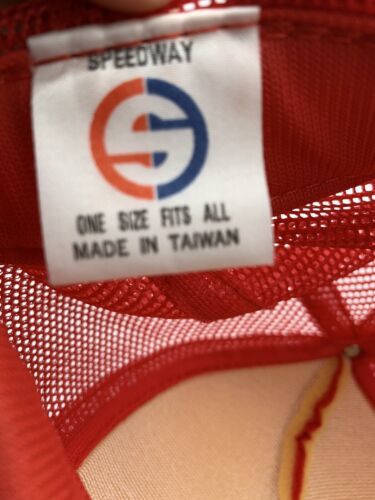 SPEEDWAY
S
ONE SIZE FITS ALL
MADE IN TAIWAN